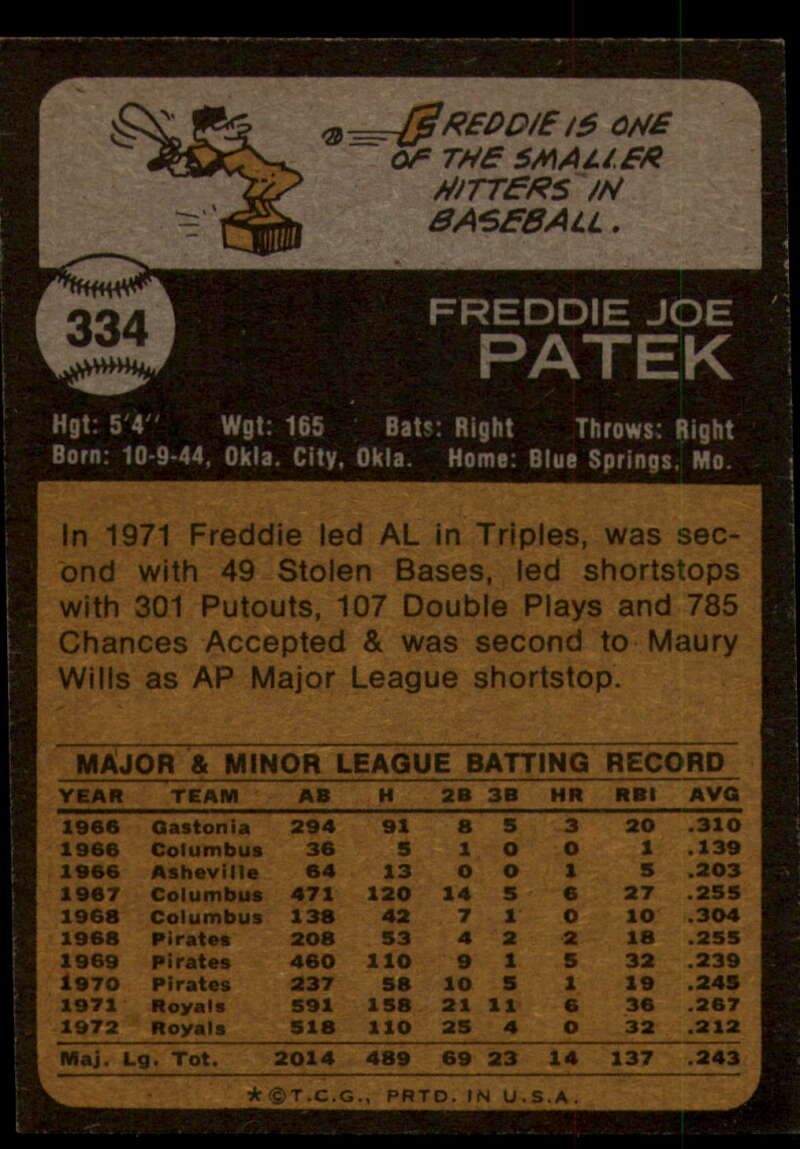 FREDDIE IS ONE
OF THE SMALLER
HITTERS IN
BASEBALL.
334
FREDDIE JOE
PATEK
Hgt: 5'4" Wgt: 165 Bats: Right Throws: Right
Born: 10-9-44, Okla. City, Okla. Home: Blue Springs, Mo.
In 1971 Freddie led AL in Triples, was sec-
ond with 49 Stolen Bases, led shortstops
with 301 Putouts, 107 Double Plays and 785
Chances Accepted & was second to Maury
Wills as AP Major League shortstop.
MAJOR & MINOR LEAGUE BATTING RECORD
YEAR TEAM AB H 2B 3B HR RBI AVG
1966 Gastonia 294 91 8 5 3 20 .310
1966 Columbus 36 5 1 0 0 1 .139
1966 Asheville 64 13 0 0 1 5 .203
1967 Columbus 471 120 14 5 6 27 .255
1968 Columbus 138 42 7 1 0 10 .304
1968 Pirates 208 53 4 2 2 18 .255
1969 Pirates 460 110 9 1 5 32 .239
1970 Pirates 237 58 10 5 1 19 .245
1971 Royals 591 158 21 11 6 36 .267
1972 Royals 518 110 25 4 0 32 .212
Maj. Lg. Tot. 2014 489 69 23 14 137 .243
*©T.C.G., PRTD. IN U.S.A.